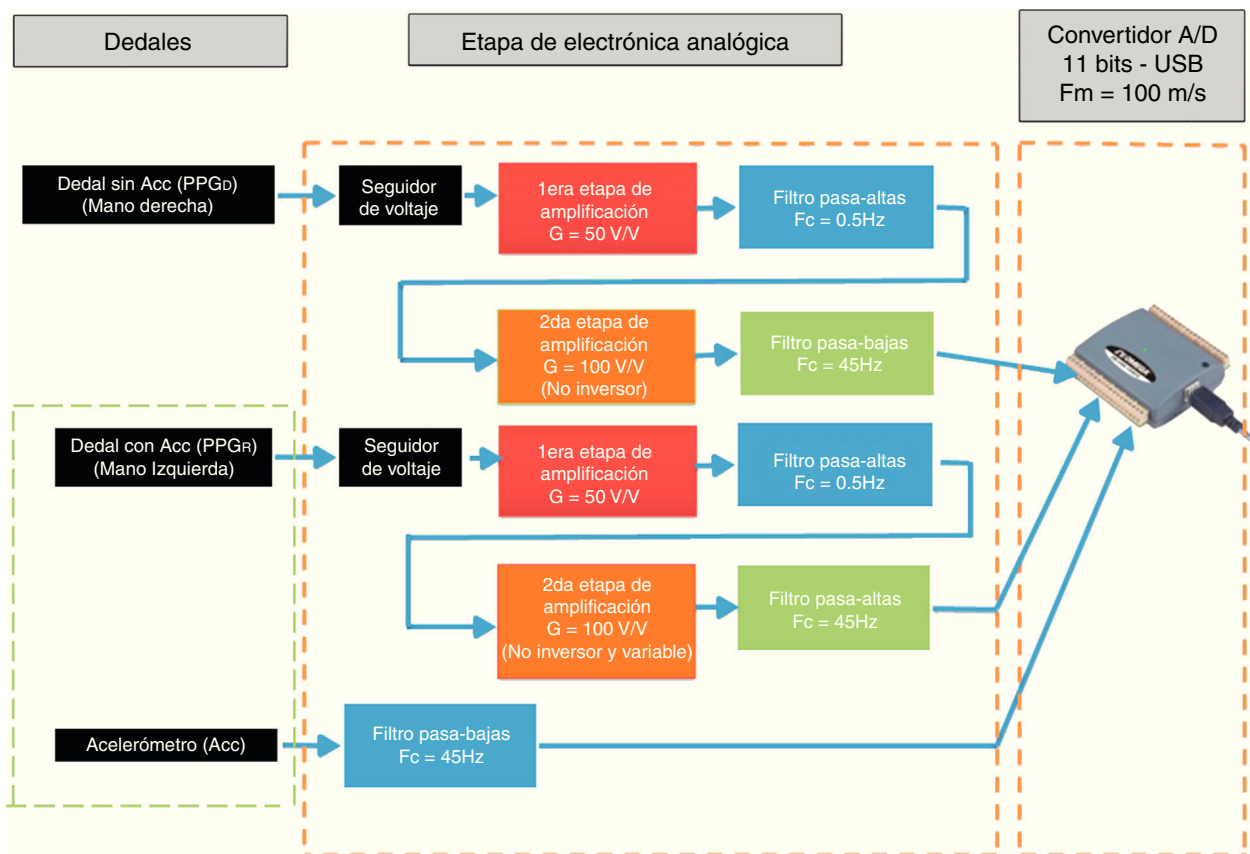 Dedales
Etapa de electrónica analógica
Convertidor A/D
11 bits - USB
Fm = 100 m/s
Dedal sin Acc (PPGD)
(Mano derecha)
Seguidor
de voltaje
1era etapa de
amplificación
G = 50 V/V
Filtro pasa-altas
Fc = 0.5Hz
2da etapa de
amplificación
G = 100 V/V
(No inversor)
Filtro pasa-bajas
Fc = 45Hz
OMEGA
Dedal con Acc (PPGR)
(Mano Izquierda)
Seguidor
de voltaje
1era etapa de
amplificación
G = 50 V/V
Filtro pasa-altas
Fc = 0.5Hz
2da etapa de
amplificación
G = 100 V/V
(No inversor y variable)
Filtro pasa-altas
Fc = 45Hz
Acelerómetro (Acc)
Filtro pasa-bajas
Fc = 45Hz